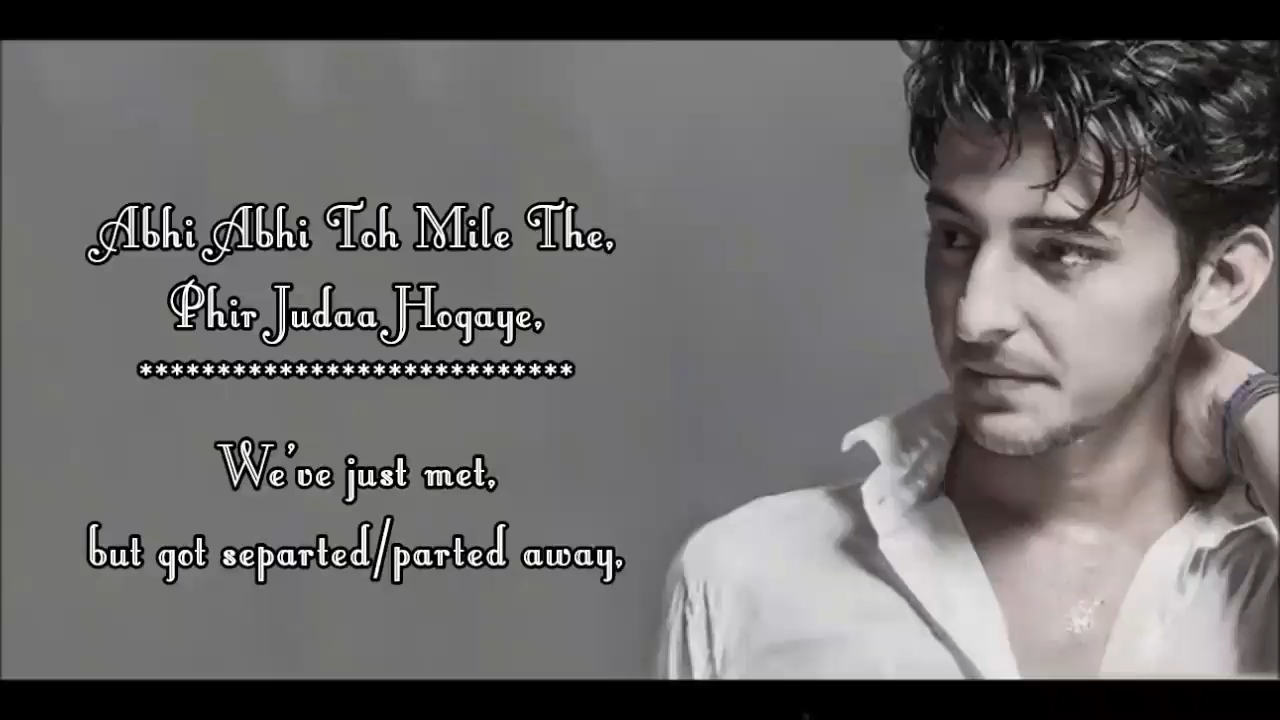 Abhi Abhi Toh Mile The,
Phir Judaa Hogaye,
****************************
We've just met,
but got separted/parted away,